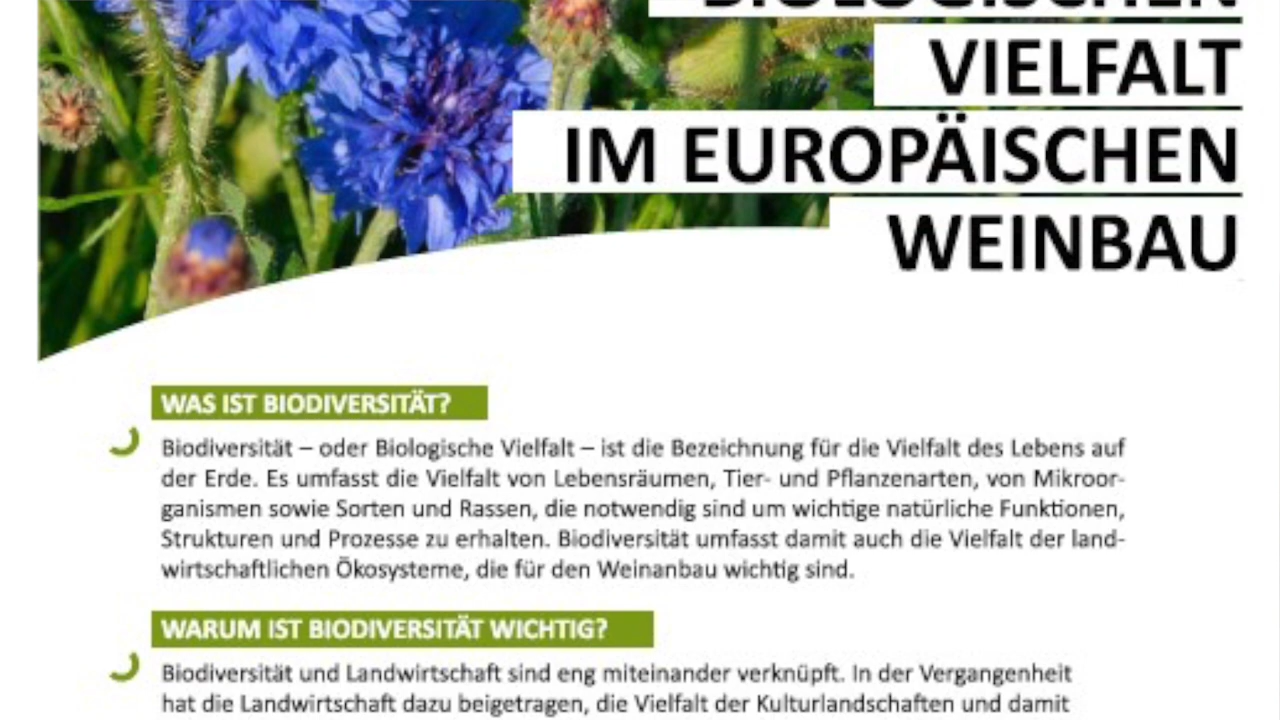 BIOLOGISCHEN
VIELFALT
IM EUROPÄISCHEN
WEINBAU
WAS IST BIODIVERSITÄT?
Biodiversität – oder Biologische Vielfalt – ist die Bezeichnung für die Vielfalt des Lebens auf
der Erde. Es umfasst die Vielfalt von Lebensräumen, Tier- und Pflanzenarten, von Mikroor-
ganismen sowie Sorten und Rassen, die notwendig sind um wichtige natürliche Funktionen,
Strukturen und Prozesse zu erhalten. Biodiversität umfasst damit auch die Vielfalt der land-
wirtschaftlichen Ökosysteme, die für den Weinanbau wichtig sind.
WARUM IST BIODIVERSITÄT WICHTIG?
Biodiversität und Landwirtschaft sind eng miteinander verknüpft. In der Vergangenheit
hat die Landwirtschaft dazu beigetragen, die Vielfalt der Kulturlandschaften und damit